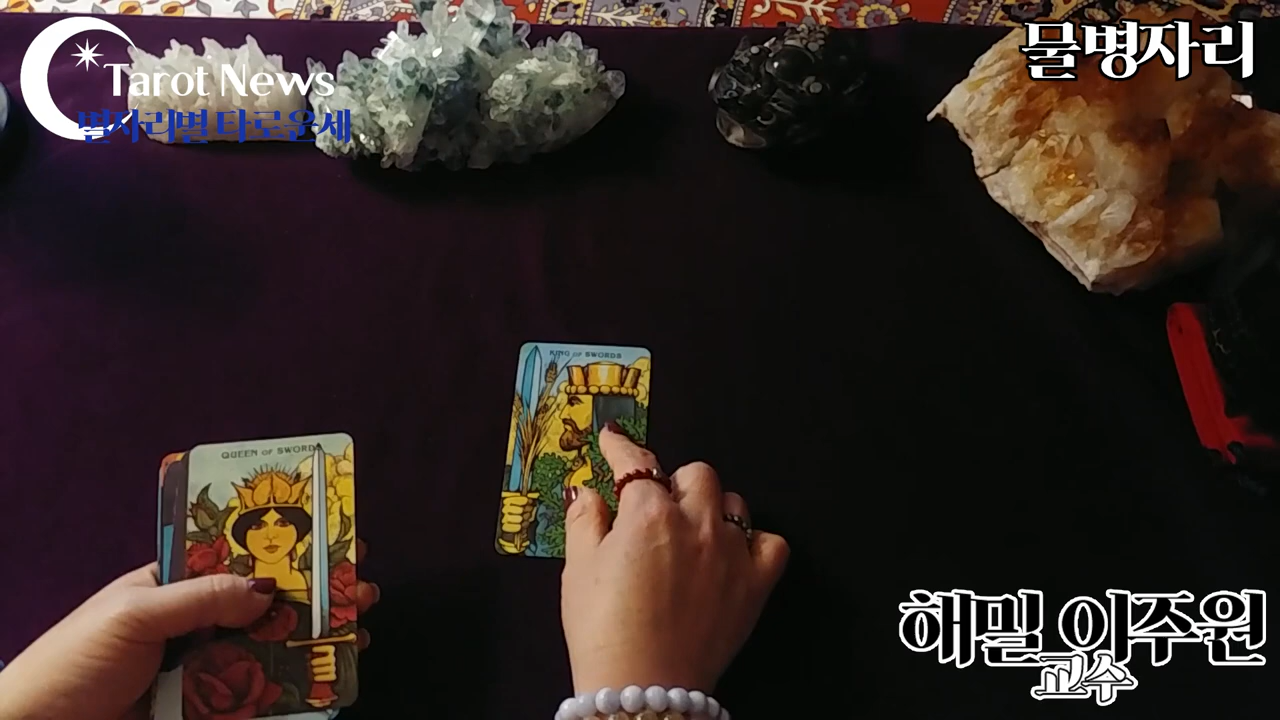 Tarot News
별자리별 타로운세
물병자리
KING OF SWORDS
QUEEN OF SWORDS
해밀 이주원
교수